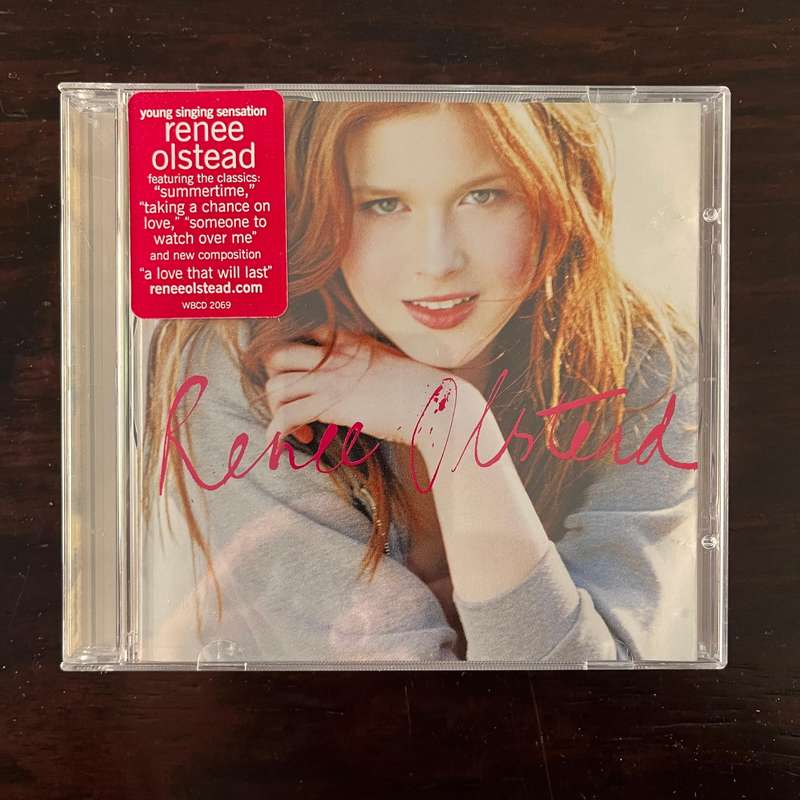 young singing sensation
renee
olstead
featuring the classics:
“summertime,”
“taking a chance on
love,” “someone to
watch over me”
and new composition
“a love that will last”
reneeolstead.com
WBCD 2069
Renee Olstead